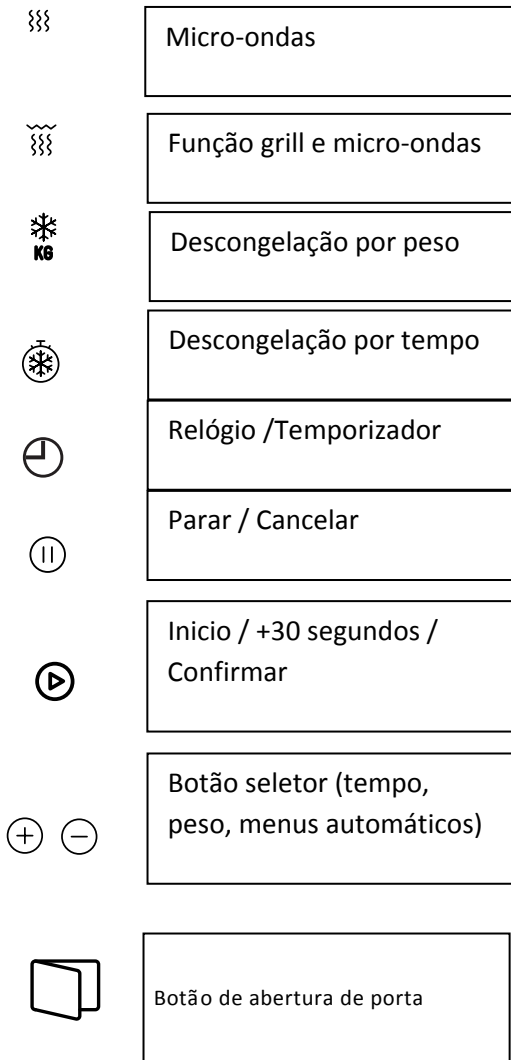 Micro-ondas
Função grill e micro-ondas
KG
Descongelação por peso
Descongelação por tempo
Relógio /Temporizador
Parar / Cancelar
Inicio / +30 segundos /
Confirmar
Botão seletor (tempo,
peso, menus automáticos)
Botão de abertura de porta